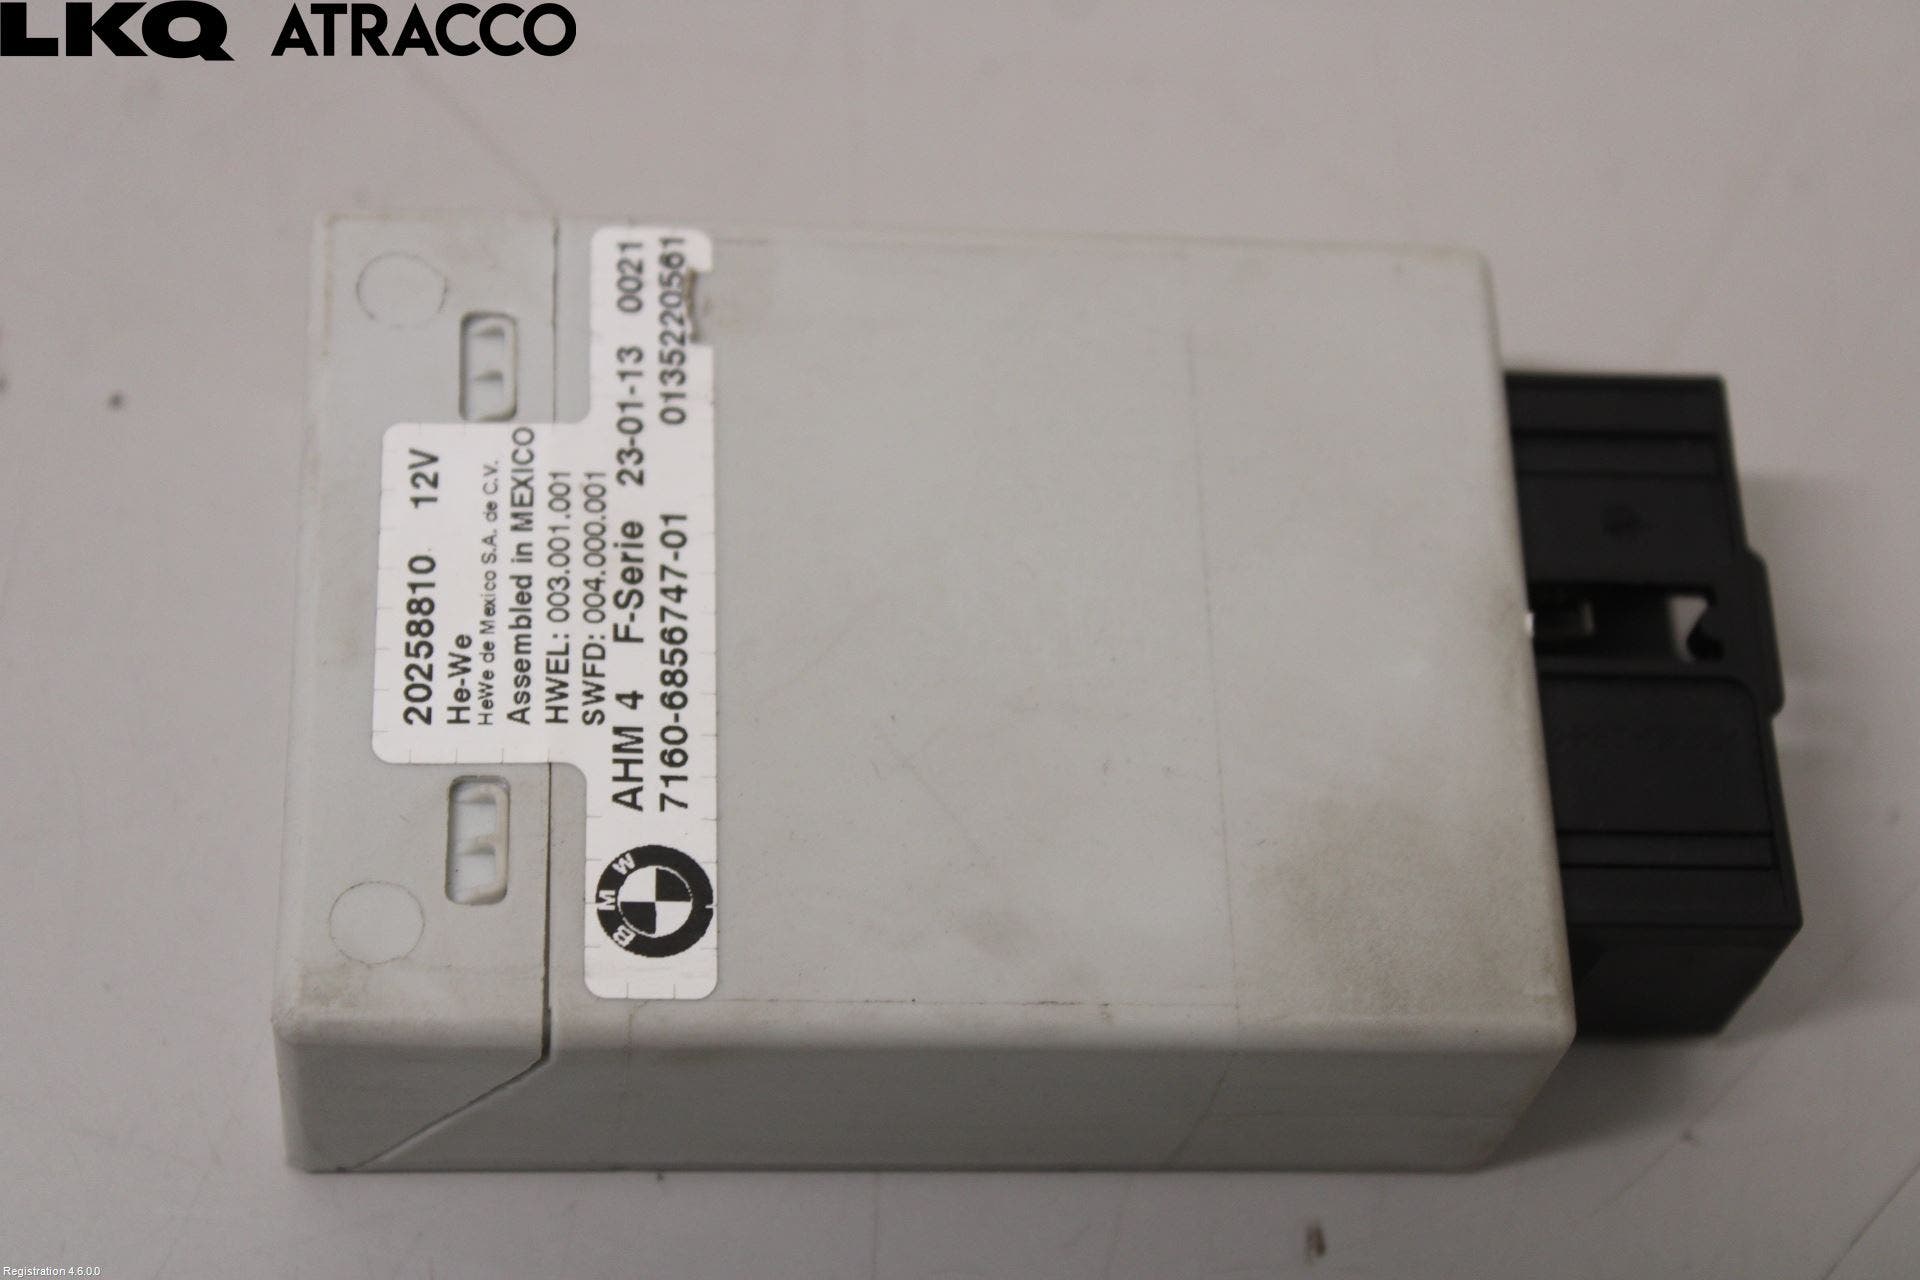 LKQ ATRACCO
20258810 12V
He-We
HeWe de Mexico S.A. de C.V.
Assembled in MEXICO
HWEL: 003.001.001
SWFD: 004.000.001
AHM 4 F-Serie 23-01-13 0021
7160-6856747-01 0135220561
BMW
Registration 4.6.0.0